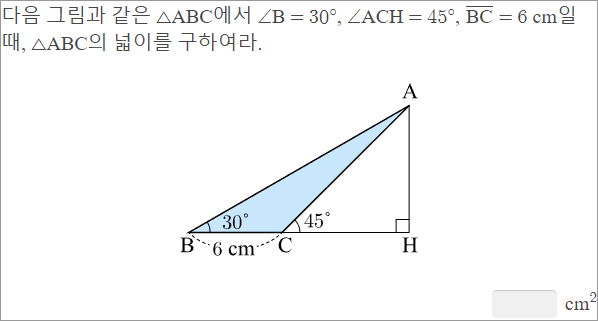 다음 그림과 같은 △ABC에서 ∠B = 30°, ∠ACH = 45°, \overline{BC} = 6 cm일
때, △ABC의 넓이를 구하여라.
A
30°
45°
B
6 cm
C
H
cm²